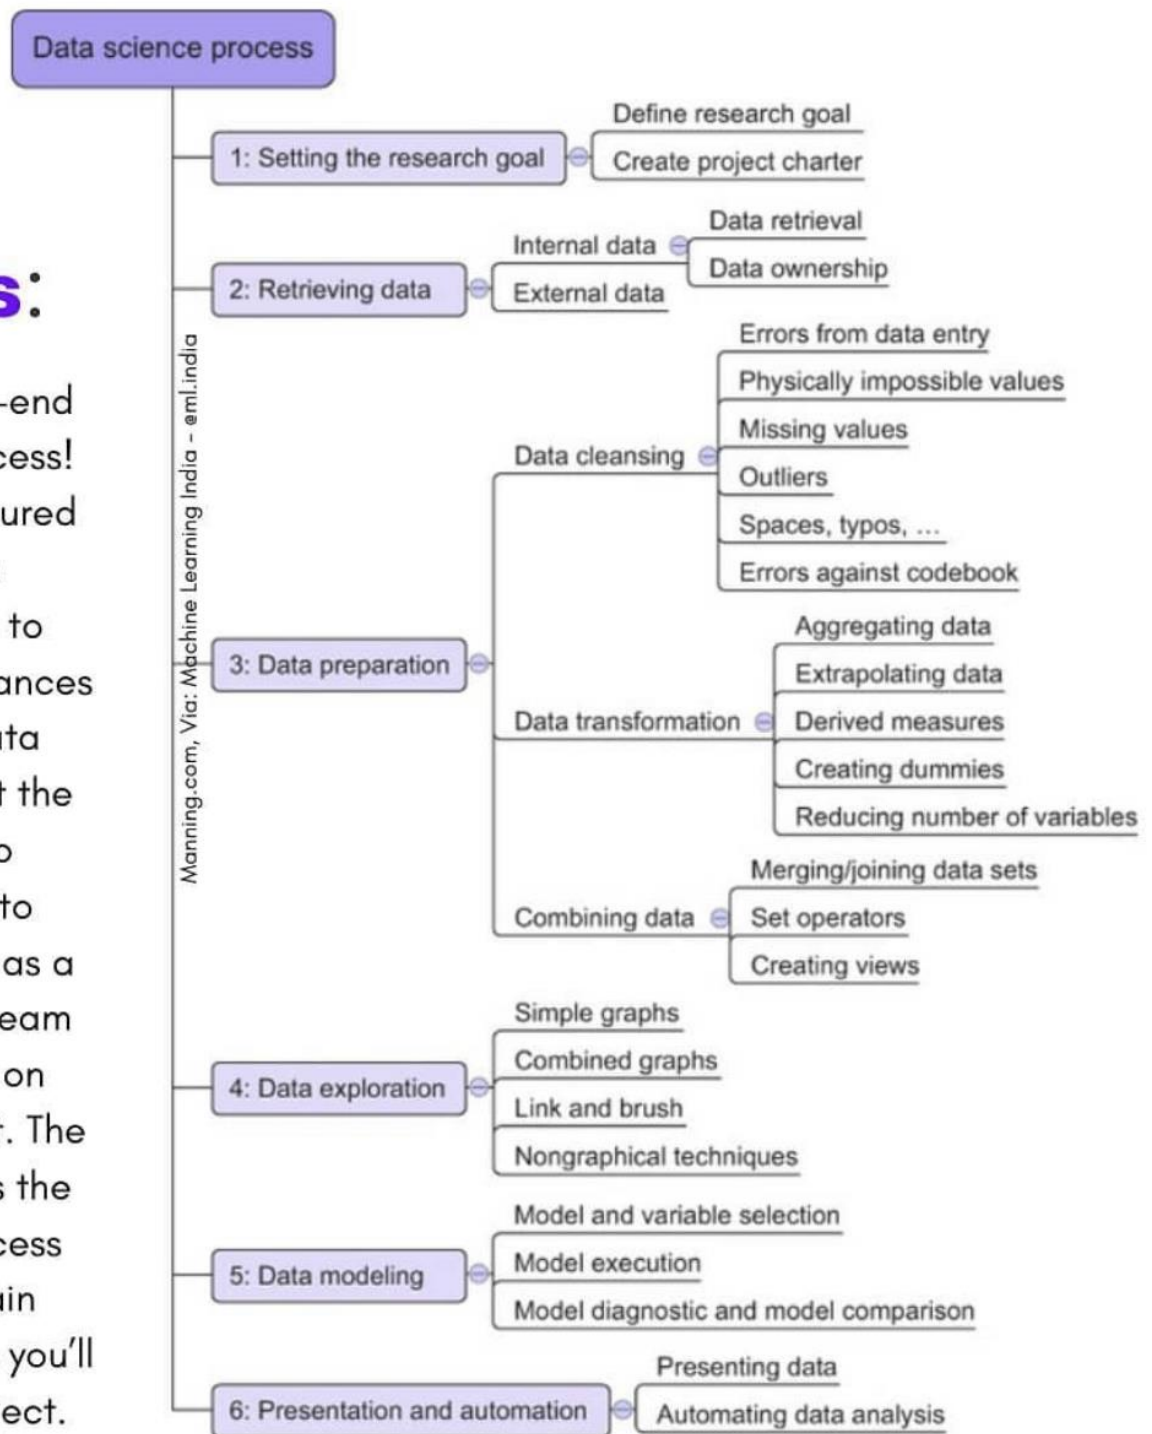 Data science process
1: Setting the research goal
Define research goal
Create project charter
2: Retrieving data
Internal data
Data retrieval
Data ownership
External data
3: Data preparation
Data cleansing
Errors from data entry
Physically impossible values
Missing values
Outliers
Spaces, typos, ...
Errors against codebook
Data transformation
Aggregating data
Extrapolating data
Derived measures
Creating dummies
Reducing number of variables
Combining data
Merging/joining data sets
Set operators
Creating views
4: Data exploration
Simple graphs
Combined graphs
Link and brush
Nongraphical techniques
5: Data modeling
Model and variable selection
Model execution
Model diagnostic and model comparison
6: Presentation and automation
Presenting data
Automating data analysis
Manning.com, Via: Machine Learning India - @ml.india
s:
-end
cess!
ured
to
ances
ata
t the
o
to
as a
eam
on
r. The
s the
cess
ain
you'll
ect.